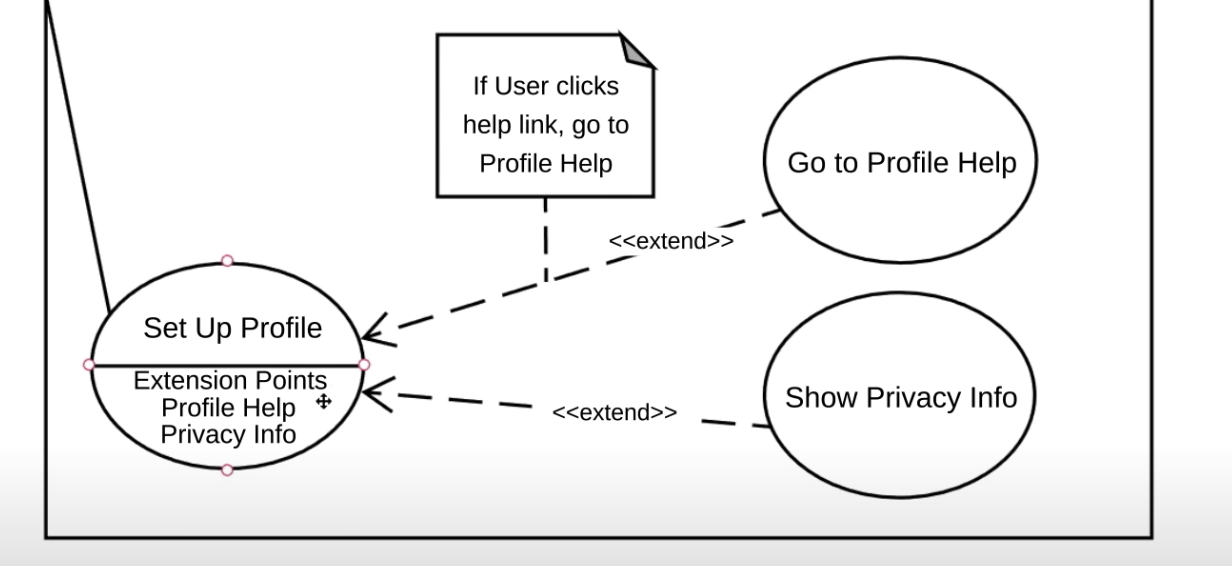 If User clicks
help link, go to
Profile Help
Go to Profile Help
<<extend>>
Set Up Profile
Extension Points
Profile Help
Privacy Info
<<extend>>
Show Privacy Info